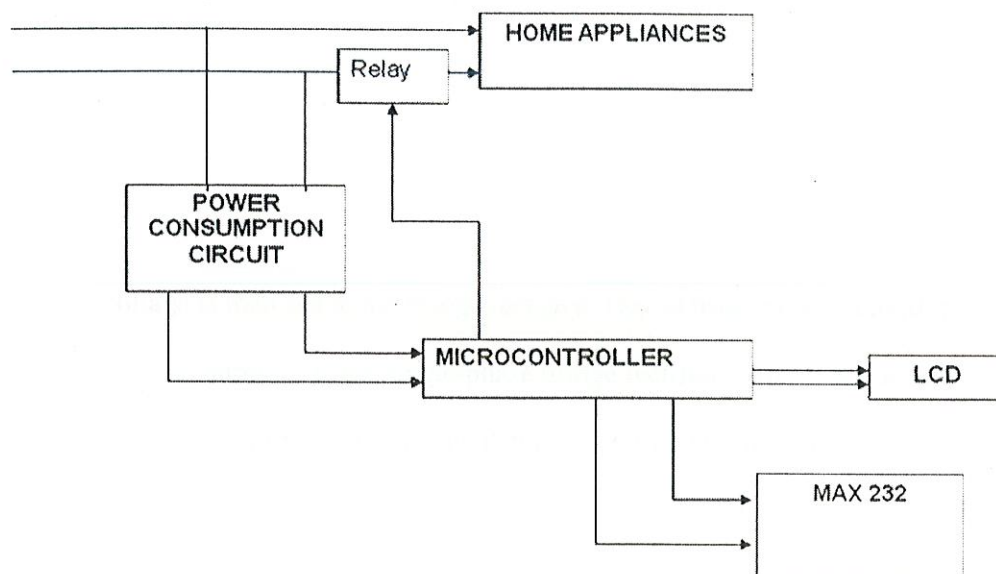 HOME APPLIANCES
Relay
POWER
CONSUMPTION
CIRCUIT
MICROCONTROLLER
LCD
MAX 232